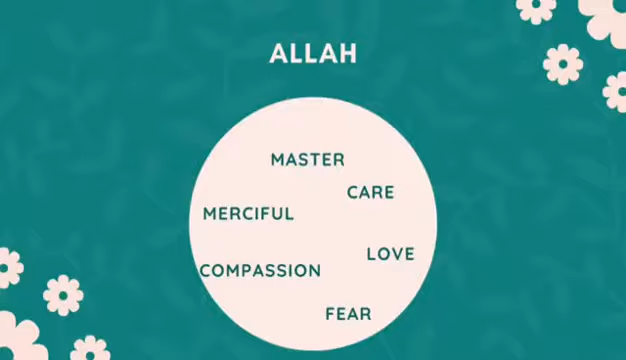 ALLAH
MASTER
CARE
MERCIFUL
LOVE
COMPASSION
FEAR